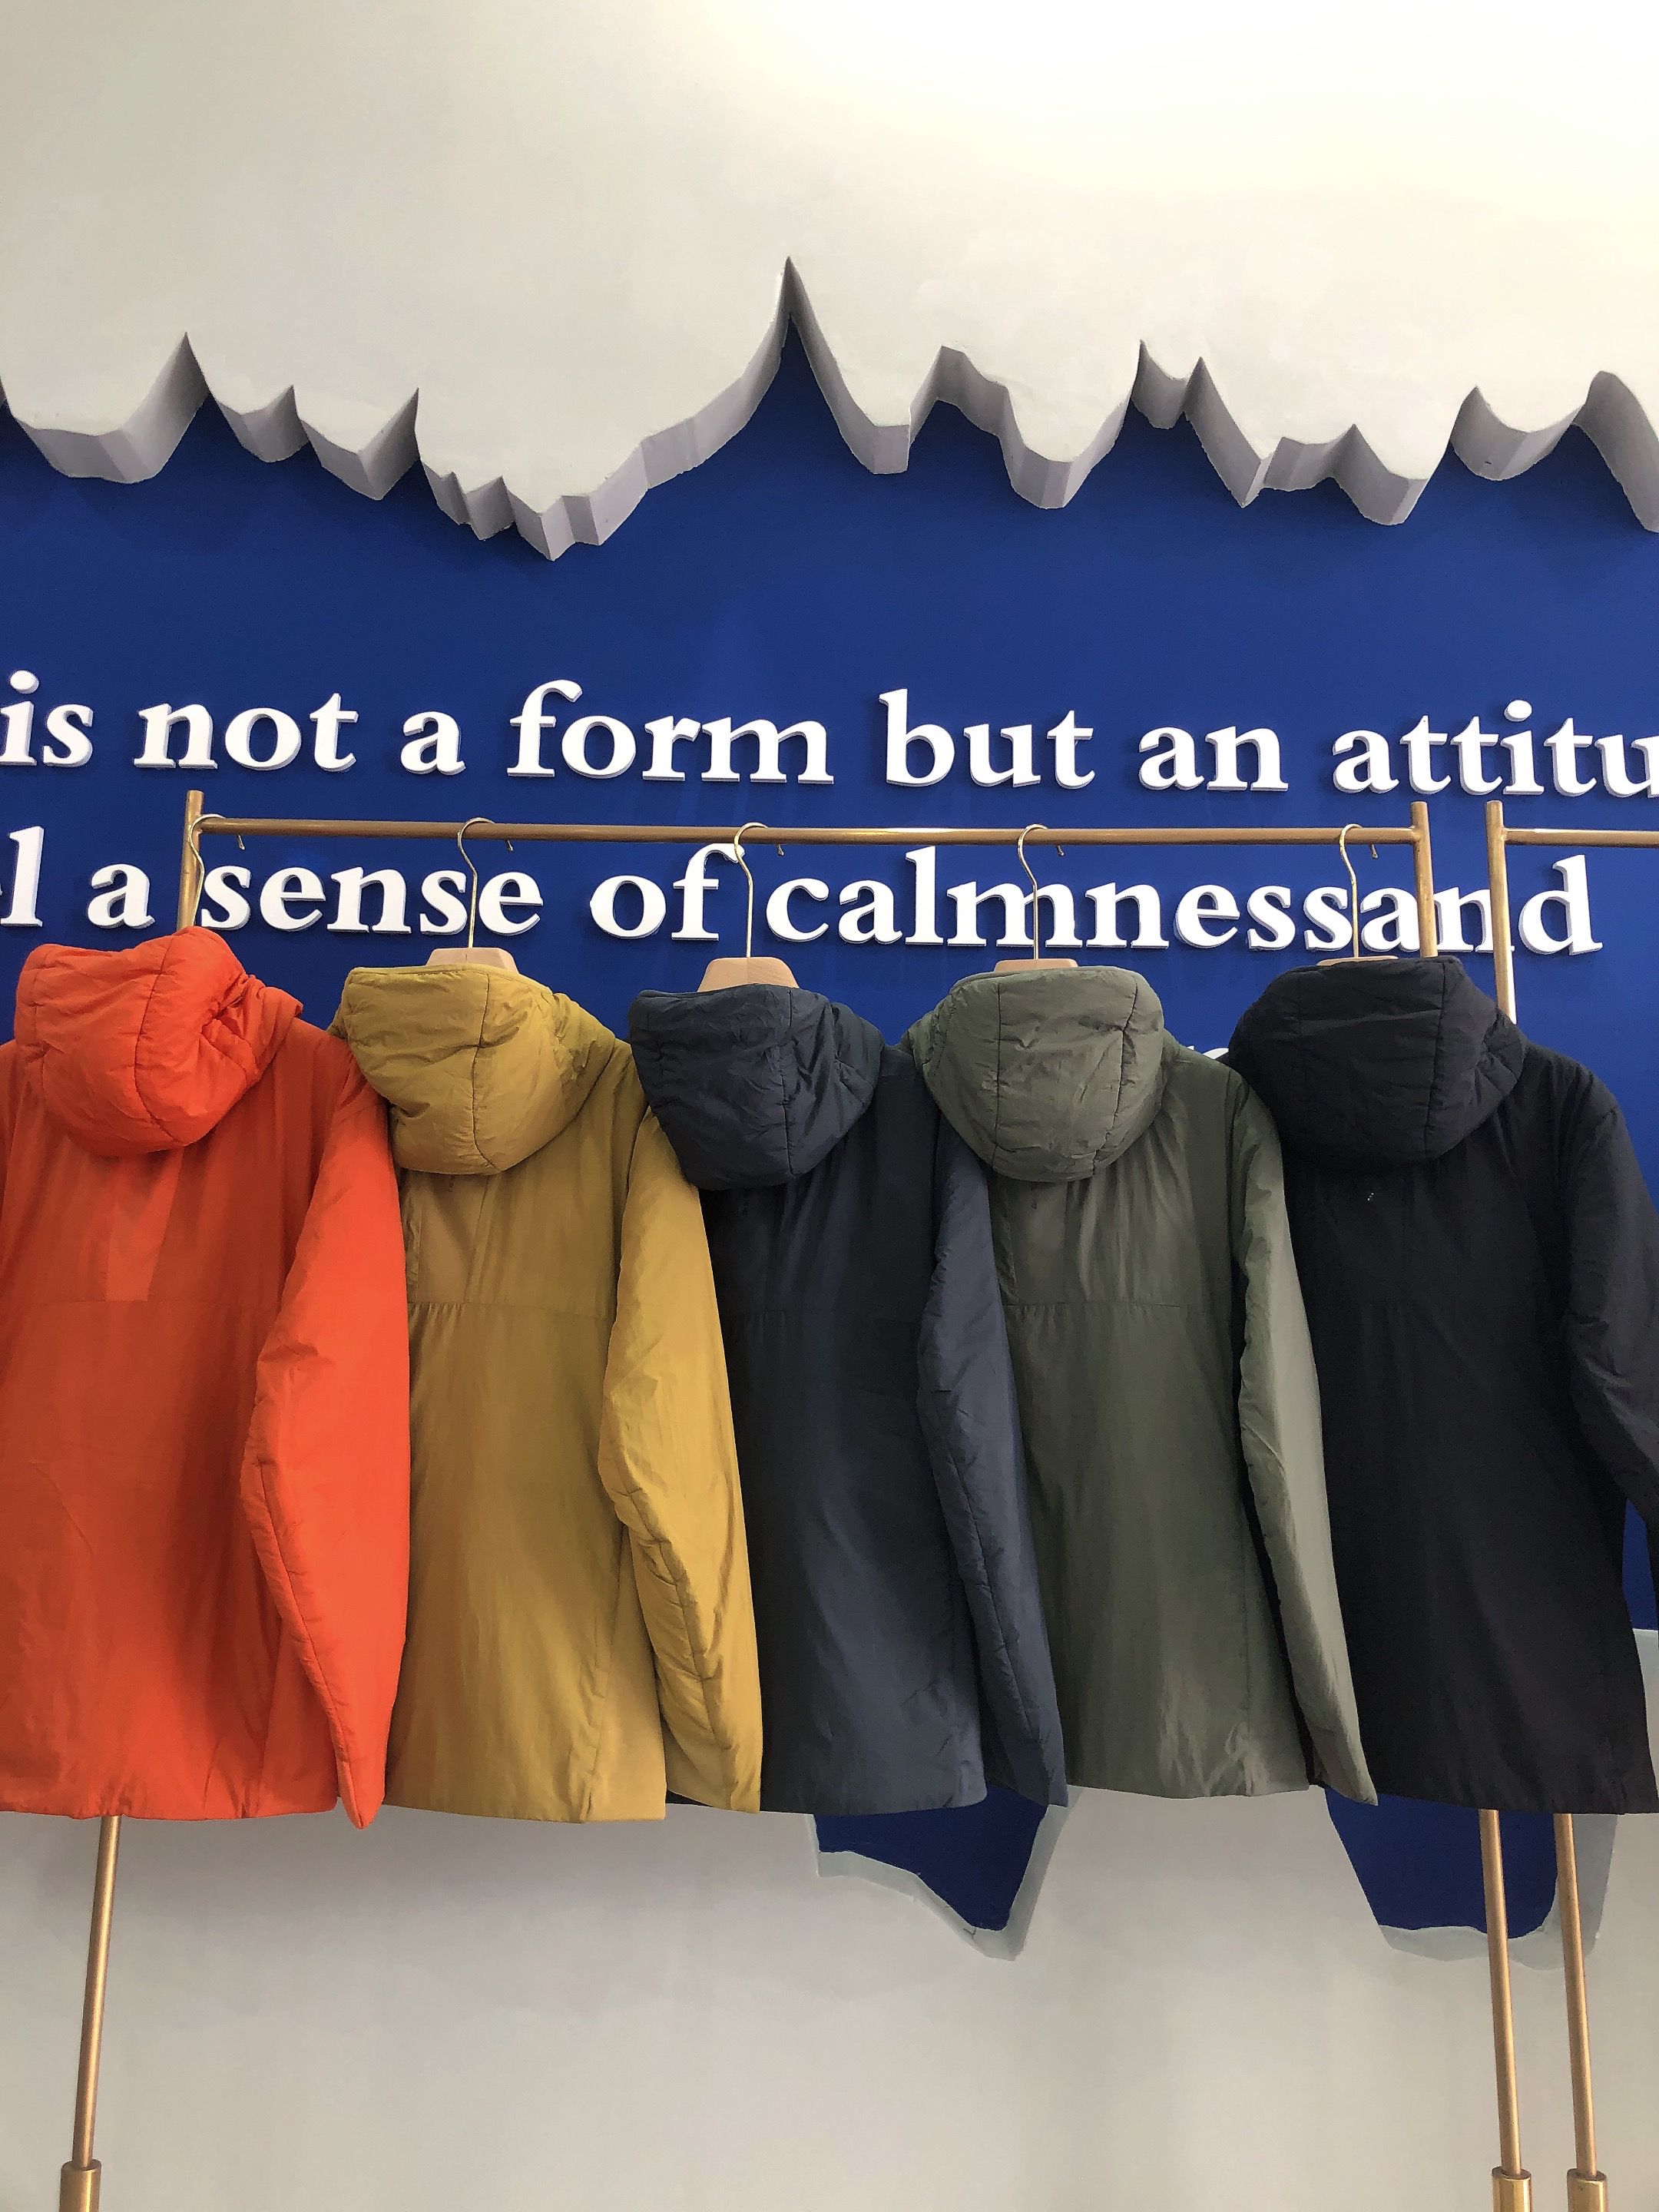 is not a form but an attitu
l a sense of calmnessand